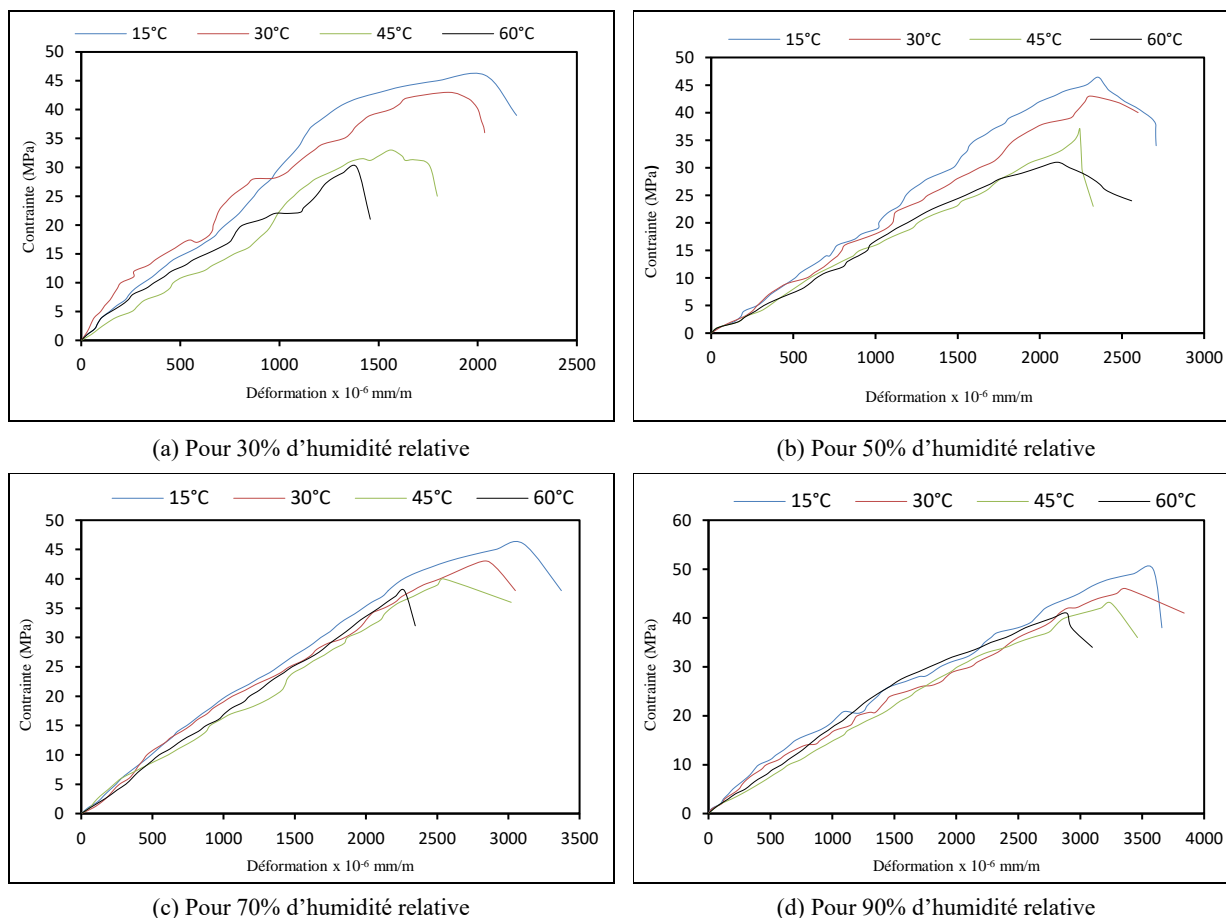 15°C 30°C 45°C 60°C
50
45
40
35
30
25
20
15
10
5
0
Contrainte (MPa)
0 500 1000 1500 2000 2500
Déformation x 10⁻⁶ mm/m
(a) Pour 30% d’humidité relative
15°C 30°C 45°C 60°C
50
45
40
35
30
25
20
15
10
5
0
Contrainte (MPa)
0 500 1000 1500 2000 2500 3000
Déformation x 10⁻⁶ mm/m
(b) Pour 50% d’humidité relative
15°C 30°C 45°C 60°C
50
45
40
35
30
25
20
15
10
5
0
Contrainte (MPa)
0 500 1000 1500 2000 2500 3000 3500
Déformation x 10⁻⁶ mm/m
(c) Pour 70% d’humidité relative
15°C 30°C 45°C 60°C
60
50
40
30
20
10
0
Contrainte (MPa)
0 500 1000 1500 2000 2500 3000 3500 4000
Déformation x 10⁻⁶ mm/m
(d) Pour 90% d’humidité relative